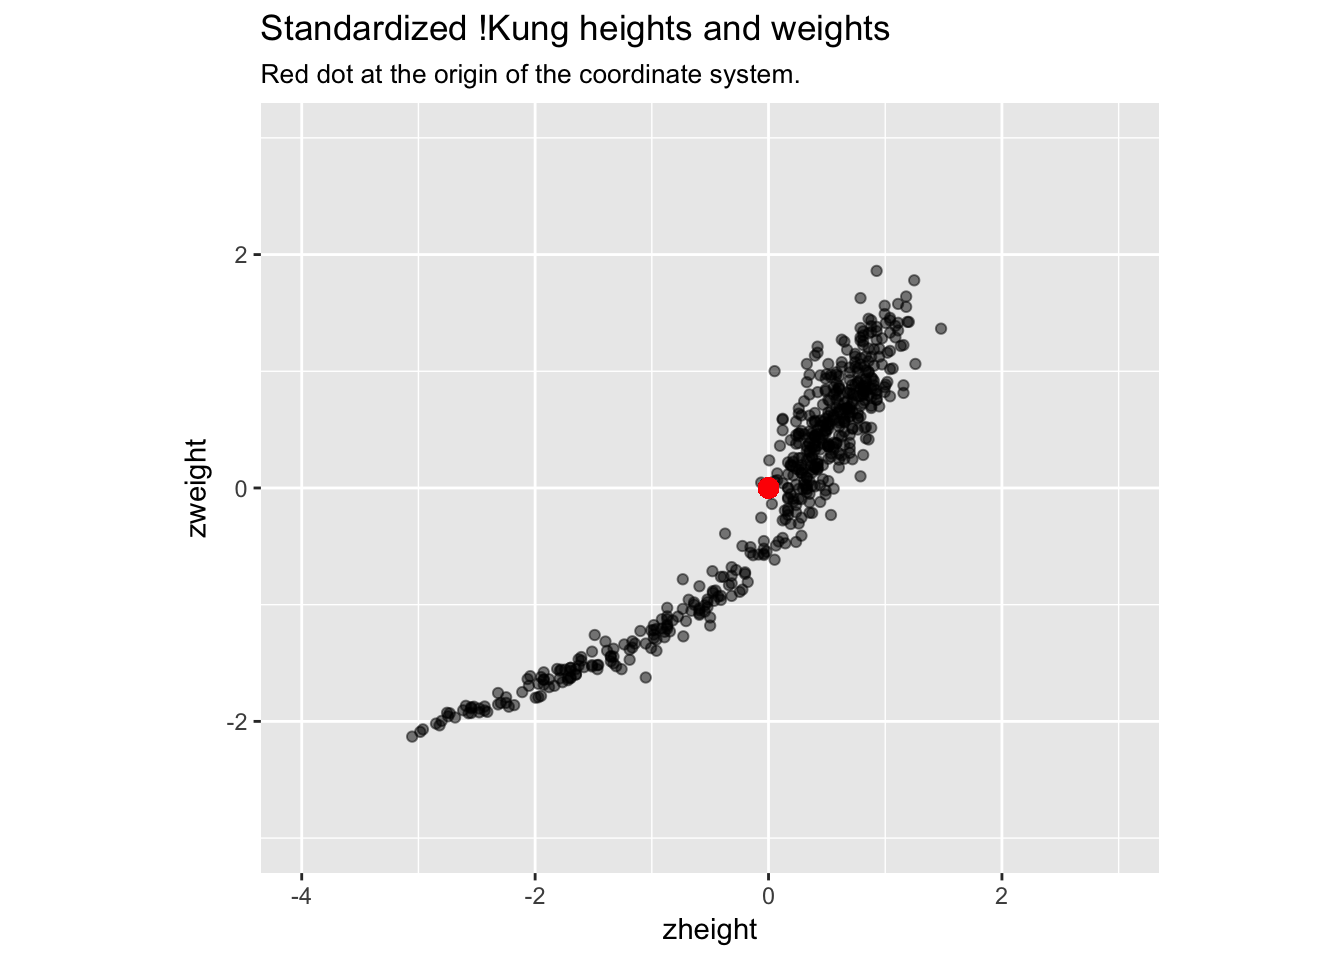 Standardized !Kung heights and weights
Red dot at the origin of the coordinate system.
2
0
-2
zweight
-4 -2 0 2
zheight